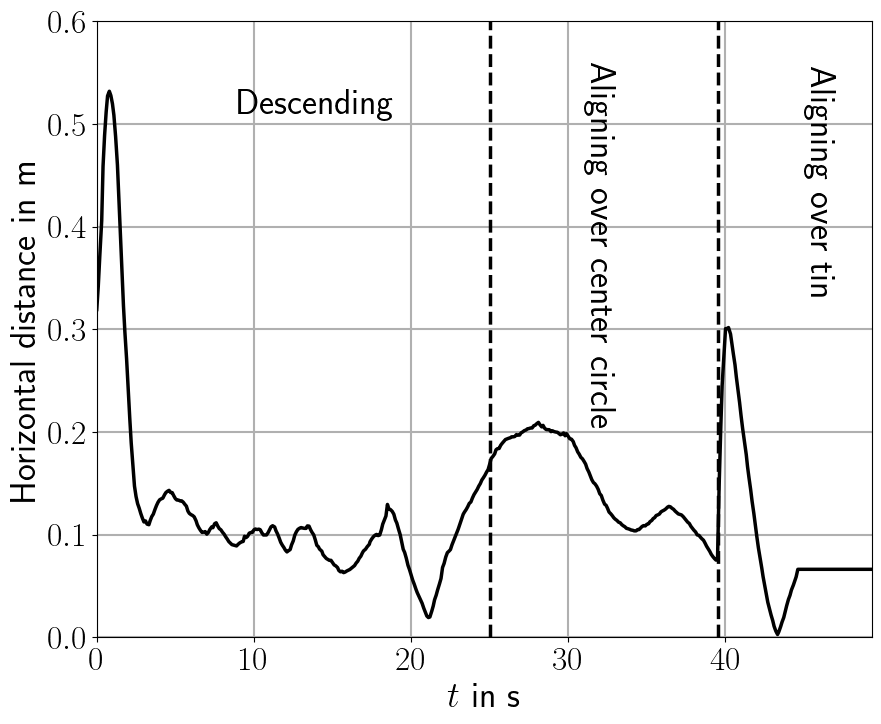 0.6
0.5
0.4
0.3
0.2
0.1
0.0
Horizontal distance in m
Descending
Aligning over center circle
Aligning over tin
0 10 20 30 40
t in s